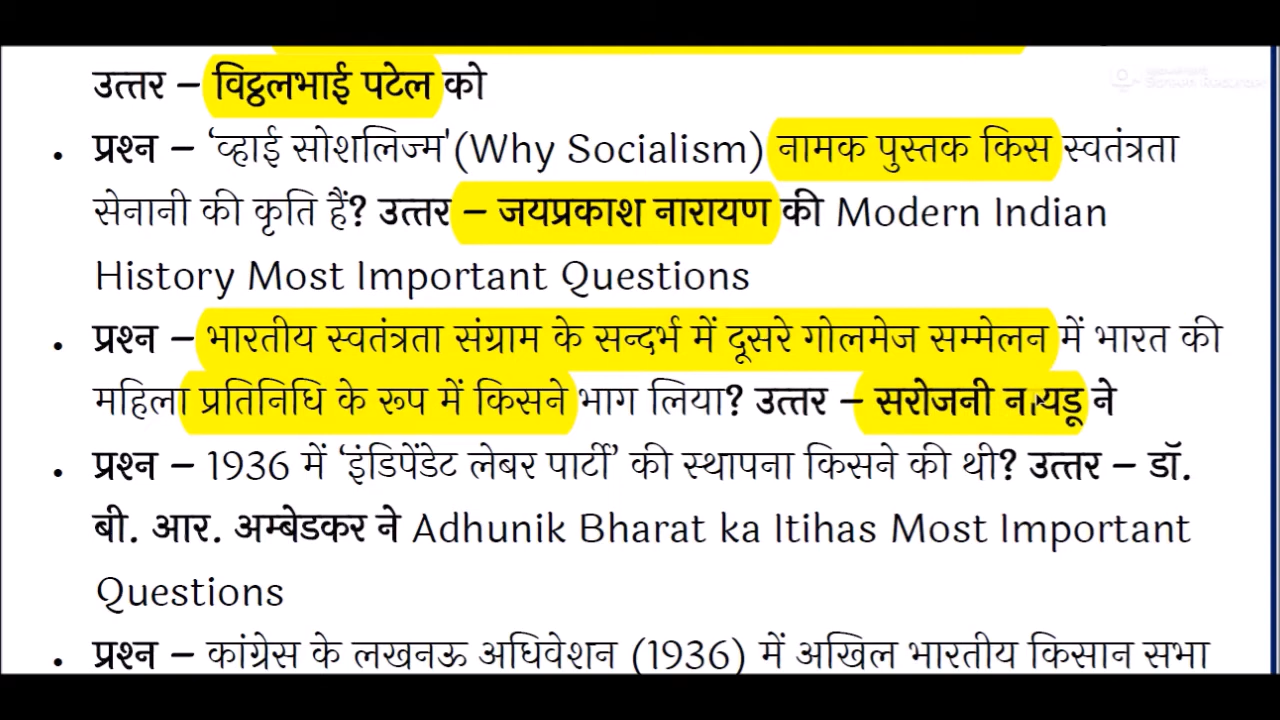 उत्तर – विट्ठलभाई पटेल को
• प्रश्न – ‘व्हाई सोशलिज्म'(Why Socialism) नामक पुस्तक किस स्वतंत्रता
सेनानी की कृति हैं? उत्तर – जयप्रकाश नारायण की Modern Indian
History Most Important Questions
• प्रश्न – भारतीय स्वतंत्रता संग्राम के सन्दर्भ में दूसरे गोलमेज सम्मेलन में भारत की
महिला प्रतिनिधि के रूप में किसने भाग लिया? उत्तर – सरोजनी नायडू ने
• प्रश्न – 1936 में ‘इंडिपेंडेट लेबर पार्टी’ की स्थापना किसने की थी? उत्तर – डॉ.
बी. आर. अम्बेडकर ने Adhunik Bharat ka Itihas Most Important
Questions
• प्रश्न – कांग्रेस के लखनऊ अधिवेशन (1936) में अखिल भारतीय किसान सभा
Screen Recorder